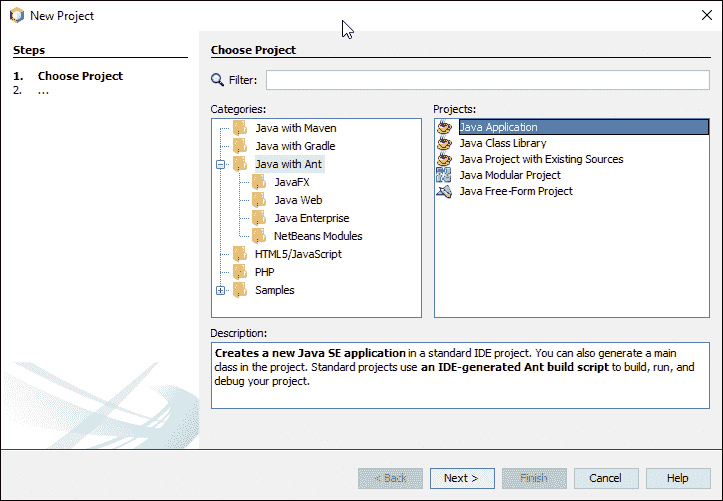 New Project
Steps
1. Choose Project
2. ...
Choose Project
Filter:
Categories:
Java with Maven
Java with Gradle
Java with Ant
JavaFX
Java Web
Java Enterprise
NetBeans Modules
HTML5/JavaScript
PHP
Samples
Projects:
Java Application
Java Class Library
Java Project with Existing Sources
Java Modular Project
Java Free-Form Project
Description:
Creates a new Java SE application in a standard IDE project. You can also generate a main
class in the project. Standard projects use an IDE-generated Ant build script to build, run, and
debug your project.
< Back
Next >
Finish
Cancel
Help